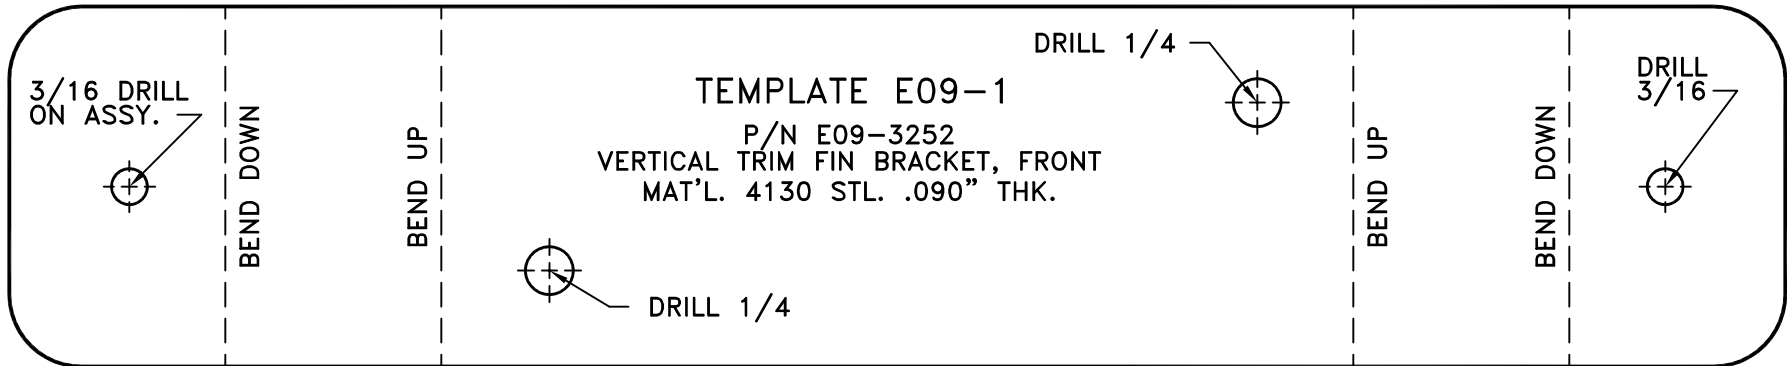 3/16 DRILL
ON ASSY.
BEND DOWN
BEND UP
TEMPLATE E09-1
P/N E09-3252
VERTICAL TRIM FIN BRACKET, FRONT
MAT'L. 4130 STL. .090” THK.
DRILL 1/4
DRILL 1/4
BEND UP
BEND DOWN
DRILL
3/16